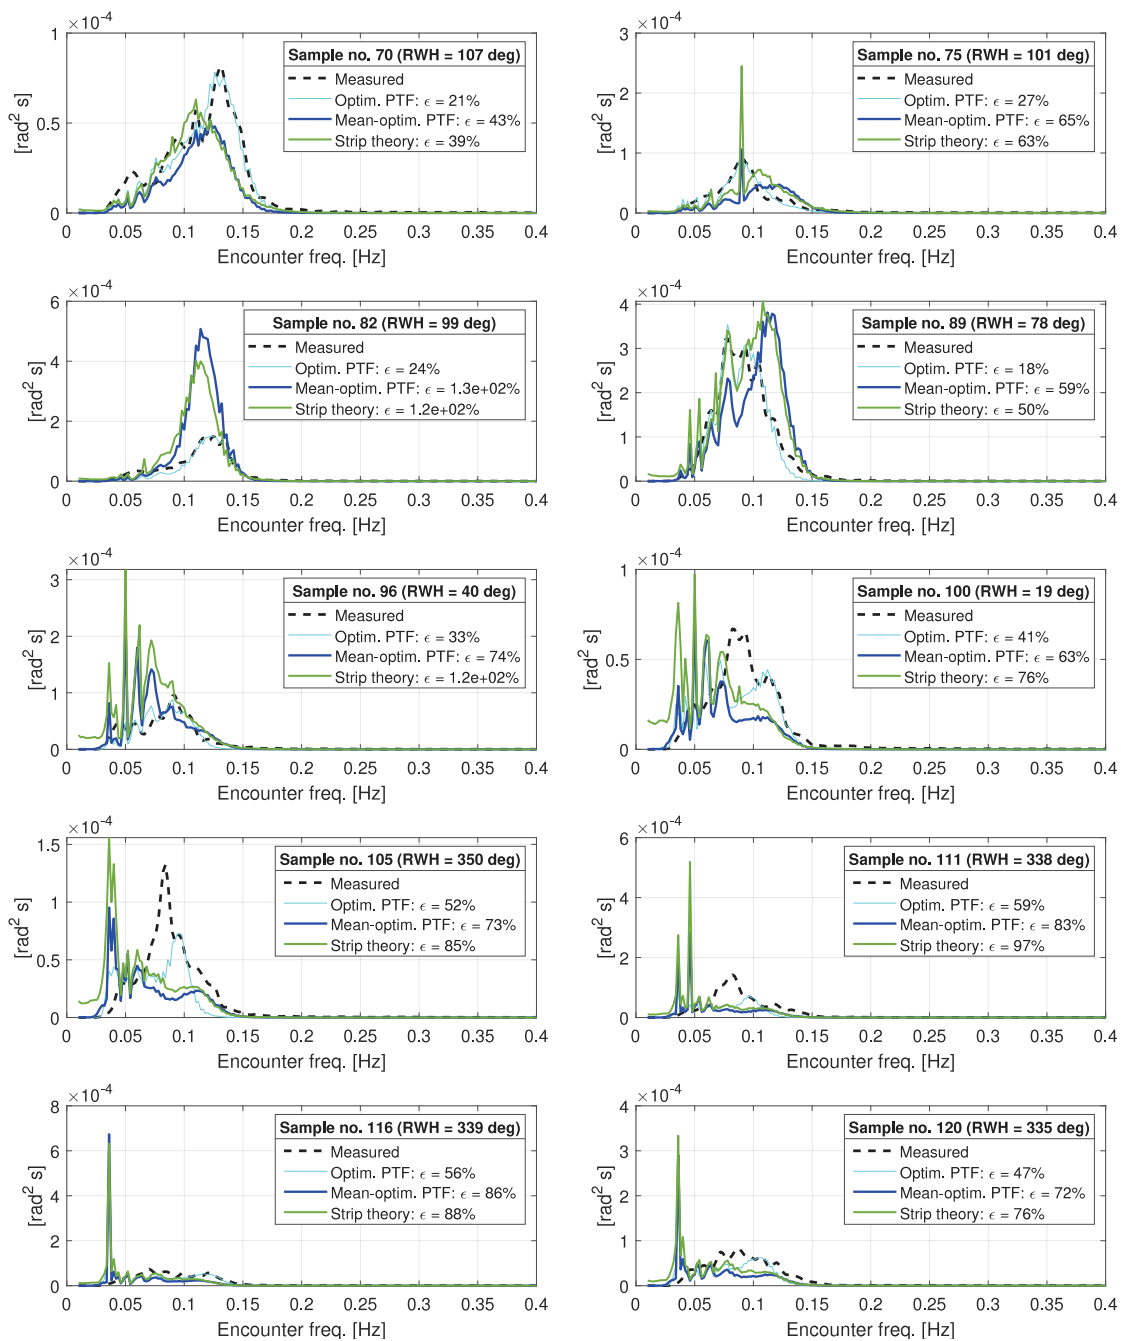 ×10⁻⁴
Sample no. 70 (RWH = 107 deg)
Measured
Optim. PTF: ϵ = 21%
Mean-optim. PTF: ϵ = 43%
Strip theory: ϵ = 39%
[rad² s]
1
0.5
0
0 0.05 0.1 0.15 0.2 0.25 0.3 0.35 0.4
Encounter freq. [Hz]
×10⁻⁴
Sample no. 75 (RWH = 101 deg)
Measured
Optim. PTF: ϵ = 27%
Mean-optim. PTF: ϵ = 65%
Strip theory: ϵ = 63%
[rad² s]
3
2
1
0
0 0.05 0.1 0.15 0.2 0.25 0.3 0.35 0.4
Encounter freq. [Hz]
×10⁻⁴
Sample no. 82 (RWH = 99 deg)
Measured
Optim. PTF: ϵ = 24%
Mean-optim. PTF: ϵ = 1.3e+02%
Strip theory: ϵ = 1.2e+02%
[rad² s]
6
4
2
0
0 0.05 0.1 0.15 0.2 0.25 0.3 0.35 0.4
Encounter freq. [Hz]
×10⁻⁴
Sample no. 89 (RWH = 78 deg)
Measured
Optim. PTF: ϵ = 18%
Mean-optim. PTF: ϵ = 59%
Strip theory: ϵ = 50%
[rad² s]
4
3
2
1
0
0 0.05 0.1 0.15 0.2 0.25 0.3 0.35 0.4
Encounter freq. [Hz]
×10⁻⁴
Sample no. 96 (RWH = 40 deg)
Measured
Optim. PTF: ϵ = 33%
Mean-optim. PTF: ϵ = 74%
Strip theory: ϵ = 1.2e+02%
[rad² s]
3
2
1
0
0 0.05 0.1 0.15 0.2 0.25 0.3 0.35 0.4
Encounter freq. [Hz]
×10⁻⁴
Sample no. 100 (RWH = 19 deg)
Measured
Optim. PTF: ϵ = 41%
Mean-optim. PTF: ϵ = 63%
Strip theory: ϵ = 76%
[rad² s]
1
0.5
0
0 0.05 0.1 0.15 0.2 0.25 0.3 0.35 0.4
Encounter freq. [Hz]
×10⁻⁴
Sample no. 105 (RWH = 350 deg)
Measured
Optim. PTF: ϵ = 52%
Mean-optim. PTF: ϵ = 73%
Strip theory: ϵ = 85%
[rad² s]
1.5
1
0.5
0
0 0.05 0.1 0.15 0.2 0.25 0.3 0.35 0.4
Encounter freq. [Hz]
×10⁻⁴
Sample no. 111 (RWH = 338 deg)
Measured
Optim. PTF: ϵ = 59%
Mean-optim. PTF: ϵ = 83%
Strip theory: ϵ = 97%
[rad² s]
6
4
2
0
0 0.05 0.1 0.15 0.2 0.25 0.3 0.35 0.4
Encounter freq. [Hz]
×10⁻⁴
Sample no. 116 (RWH = 339 deg)
Measured
Optim. PTF: ϵ = 56%
Mean-optim. PTF: ϵ = 86%
Strip theory: ϵ = 88%
[rad² s]
8
6
4
2
0
0 0.05 0.1 0.15 0.2 0.25 0.3 0.35 0.4
Encounter freq. [Hz]
×10⁻⁴
Sample no. 120 (RWH = 335 deg)
Measured
Optim. PTF: ϵ = 47%
Mean-optim. PTF: ϵ = 72%
Strip theory: ϵ = 76%
[rad² s]
4
3
2
1
0
0 0.05 0.1 0.15 0.2 0.25 0.3 0.35 0.4
Encounter freq. [Hz]